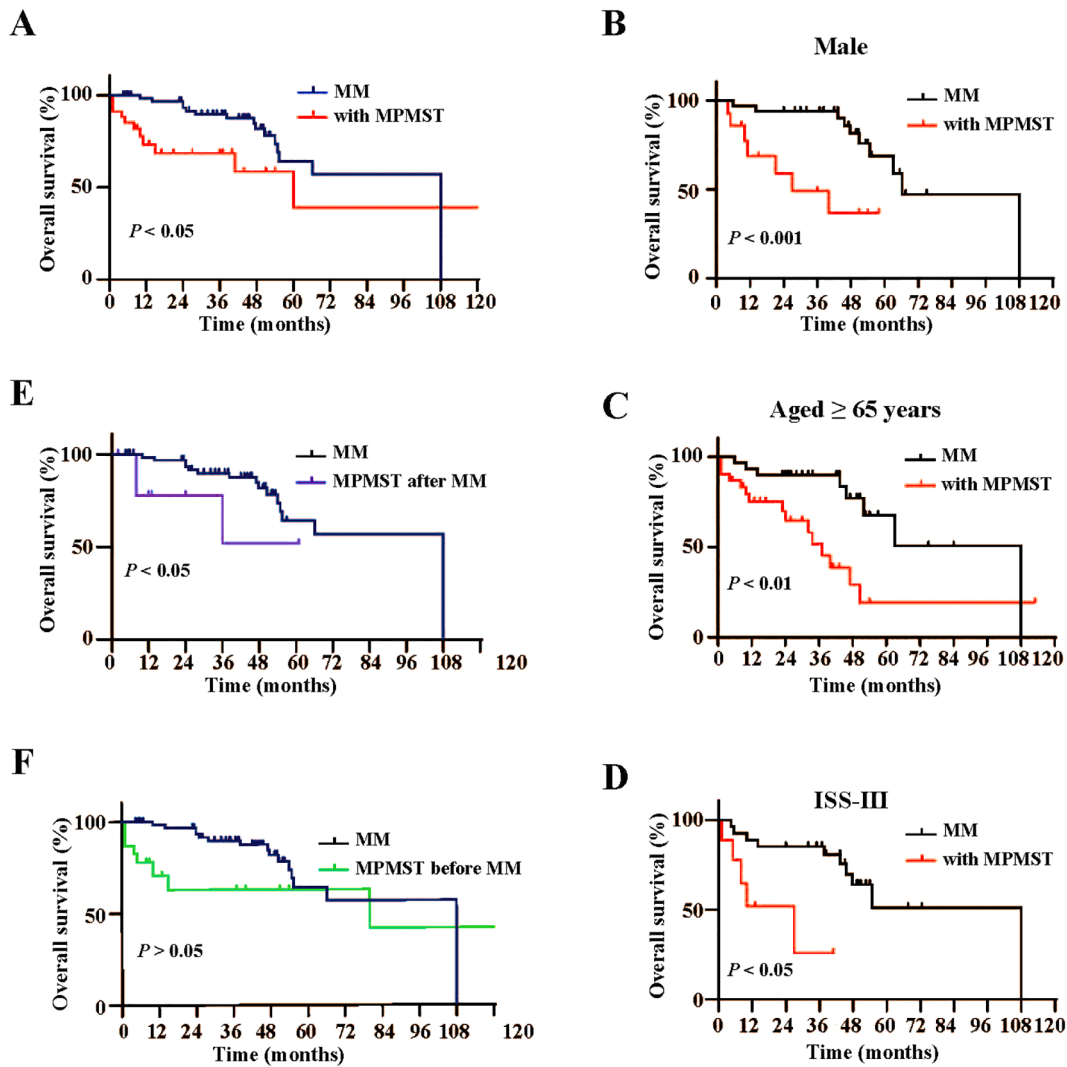 A
Overall survival (%)
100
50
0
MM
with MPMST
P < 0.05
0 12 24 36 48 60 72 84 96 108 120
Time (months)
B
Male
Overall survival (%)
100
50
0
MM
with MPMST
P < 0.001
0 12 24 36 48 60 72 84 96 108 120
Time (months)
E
Overall survival (%)
100
50
0
MM
MPMST after MM
P < 0.05
0 12 24 36 48 60 72 84 96 108 120
Time (months)
C
Aged ≥ 65 years
Overall survival (%)
100
50
0
MM
with MPMST
P < 0.01
0 12 24 36 48 60 72 84 96 108 120
Time (months)
F
Overall survival (%)
100
50
0
MM
MPMST before MM
P > 0.05
0 12 24 36 48 60 72 84 96 108 120
Time (months)
D
ISS-III
Overall survival (%)
100
50
0
MM
with MPMST
P < 0.05
0 12 24 36 48 60 72 84 96 108 120
Time (months)